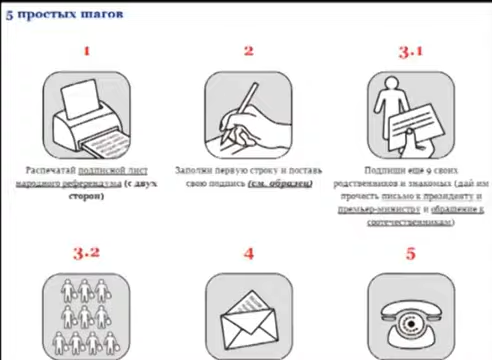 5 простых шагов
1
Распечатай подписной лист
народного референдума (с двух
сторон)
2
Заполни первую строку и поставь
свою подпись (см. образец)
3.1
Подпиши еще 9 своих
родственников и знакомых (дай им
прочесть письмо к президенту и
премьер-министру и обращение к
соотечественникам)
3.2
4
5